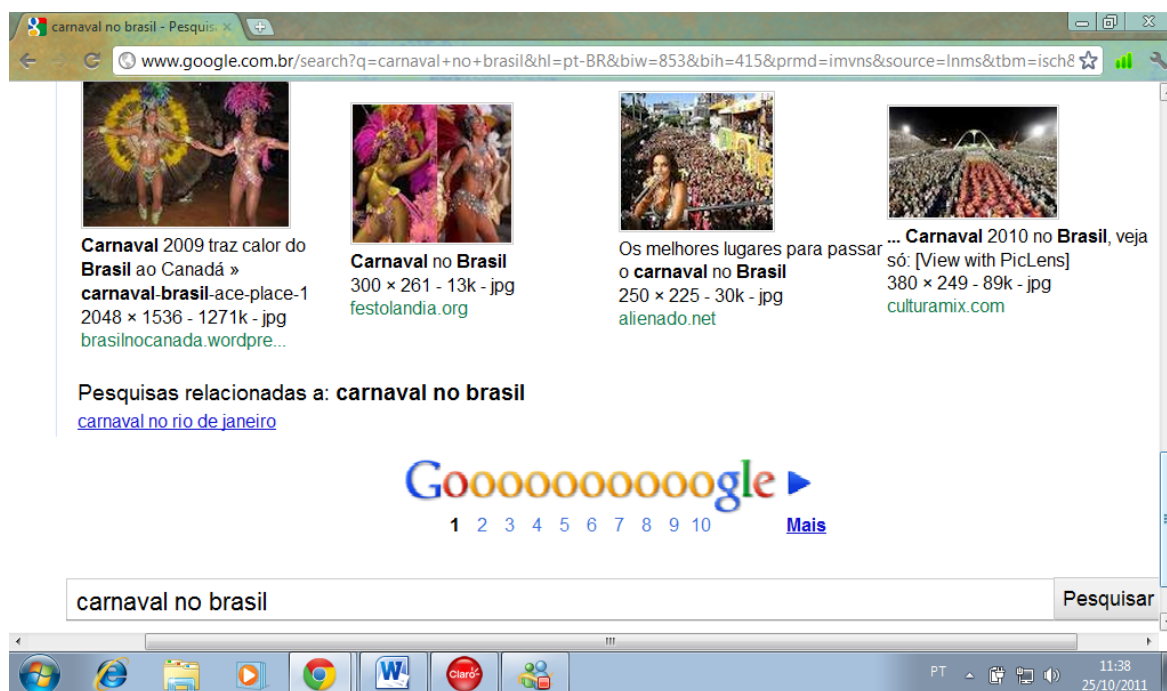 carnaval no brasil - Pesquis
www.google.com.br/search?q=carnaval+no+brasil&hl=pt-BR&biw=853&bih=415&prmd=imvns&source=lnms&tbm=isch&
Carnaval 2009 traz calor do
Brasil ao Canadá »
carnaval-brasil-ace-place-1
2048 × 1536 - 1271k - jpg
brasilnocanada.wordpre...
Carnaval no Brasil
300 × 261 - 13k - jpg
festolandia.org
Os melhores lugares para passar
o carnaval no Brasil
250 × 225 - 30k - jpg
alienado.net
... Carnaval 2010 no Brasil, veja
só: [View with PicLens]
380 × 249 - 89k - jpg
culturamix.com
Pesquisas relacionadas a: carnaval no brasil
carnaval no rio de janeiro
Goooooooooogle
1 2 3 4 5 6 7 8 9 10 Mais
carnaval no brasil
Pesquisar
W
Claro
PT
11:38
25/10/2011